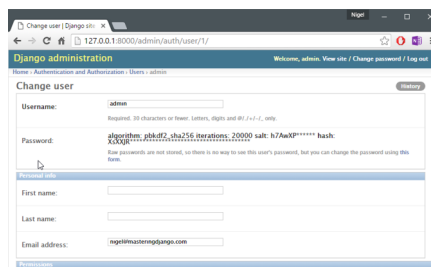 Nigel
Change user | Django site
127.0.0.1:8000/admin/auth/user/1/
Django administration
Welcome, admin. View site / Change password / Log out
Home › Authentication and Authorization › Users › admin
Change user
History
Username:
admin
Required. 30 characters or fewer. Letters, digits and @/./+/-/_ only.
Password:
algorithm: pbkdf2_sha256 iterations: 20000 salt: h7AwXP****** hash:
XsXXJR**************************************
Raw passwords are not stored, so there is no way to see this user's password, but you can change the password using this
form.
Personal info
First name:
Last name:
Email address:
nigel@masteringdjango.com
Permissions